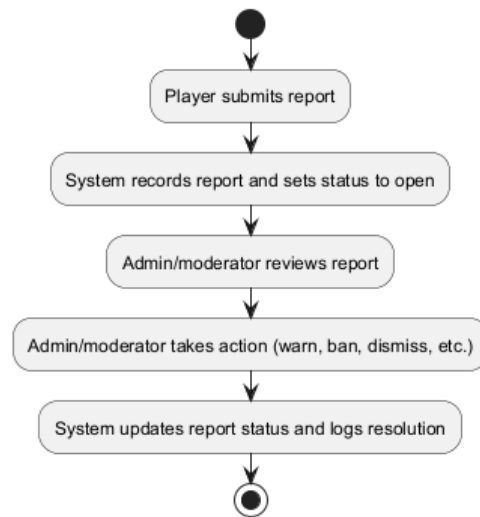 Player submits report
System records report and sets status to open
Admin/moderator reviews report
Admin/moderator takes action (warn, ban, dismiss, etc.)
System updates report status and logs resolution